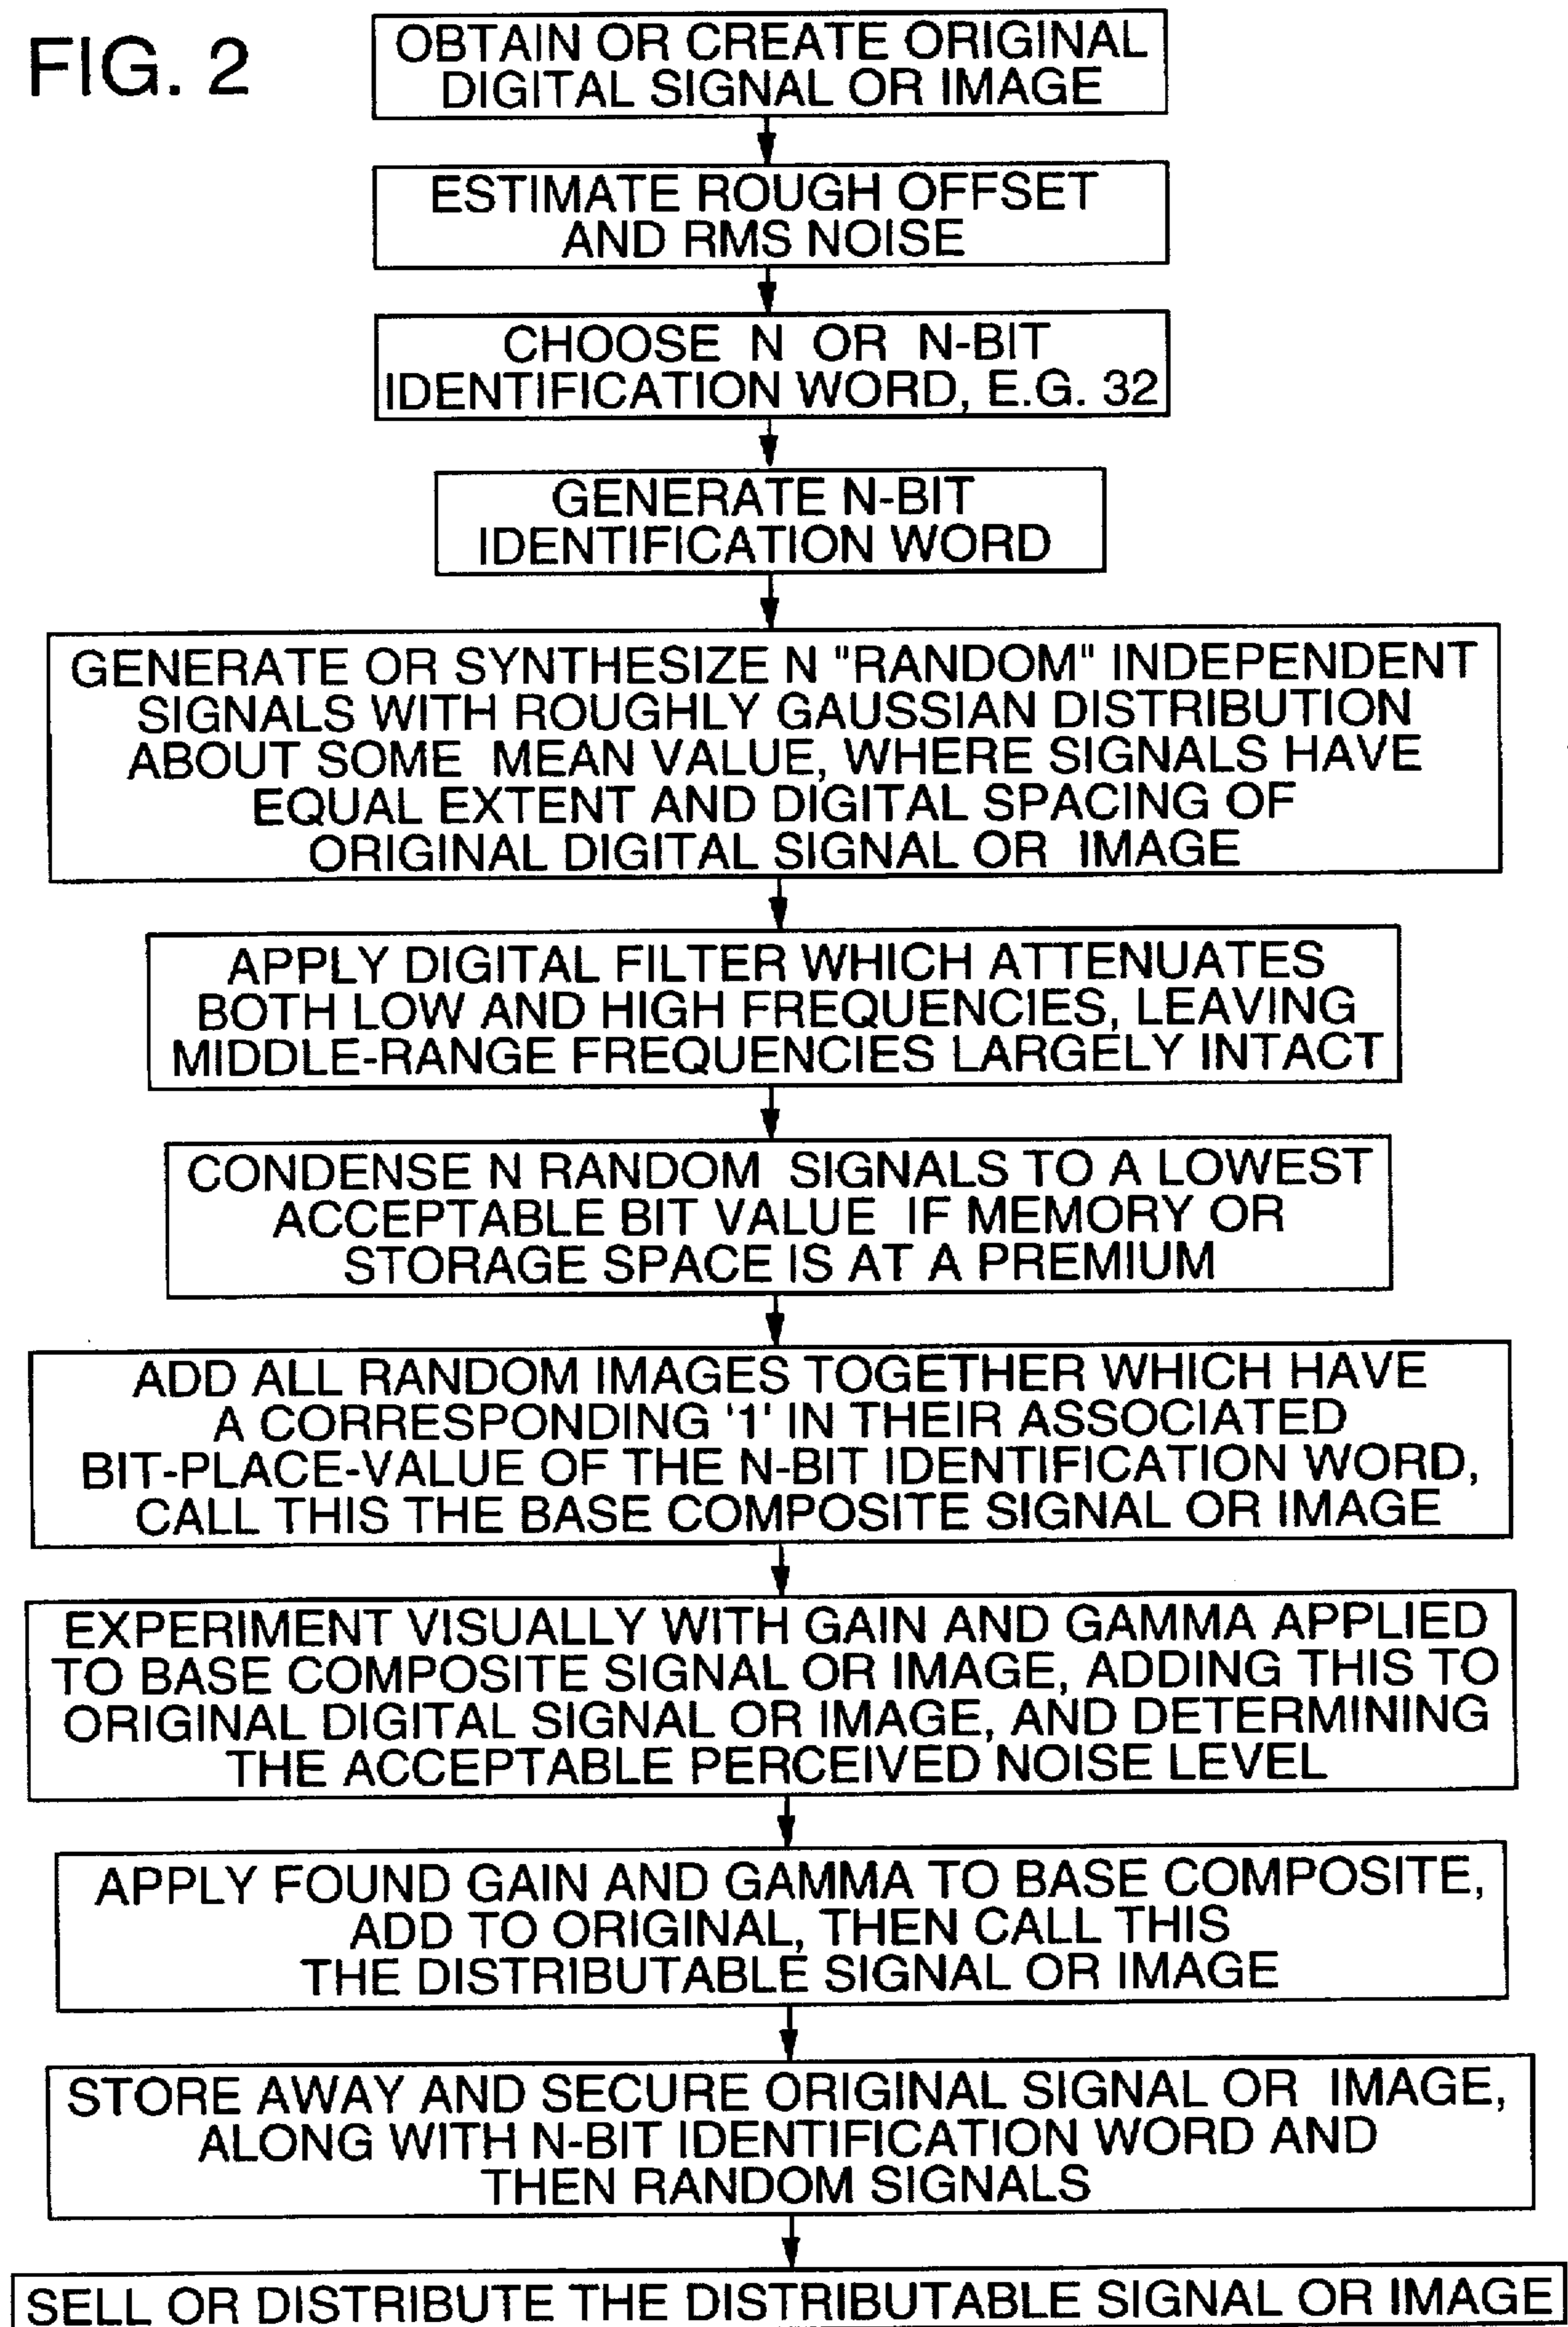 FIG. 2
OBTAIN OR CREATE ORIGINAL
DIGITAL SIGNAL OR IMAGE
ESTIMATE ROUGH OFFSET
AND RMS NOISE
CHOOSE N OR N-BIT
IDENTIFICATION WORD, E.G. 32
GENERATE N-BIT
IDENTIFICATION WORD
GENERATE OR SYNTHESIZE N "RANDOM" INDEPENDENT
SIGNALS WITH ROUGHLY GAUSSIAN DISTRIBUTION
ABOUT SOME MEAN VALUE, WHERE SIGNALS HAVE
EQUAL EXTENT AND DIGITAL SPACING OF
ORIGINAL DIGITAL SIGNAL OR IMAGE
APPLY DIGITAL FILTER WHICH ATTENUATES
BOTH LOW AND HIGH FREQUENCIES, LEAVING
MIDDLE-RANGE FREQUENCIES LARGELY INTACT
CONDENSE N RANDOM SIGNALS TO A LOWEST
ACCEPTABLE BIT VALUE IF MEMORY OR
STORAGE SPACE IS AT A PREMIUM
ADD ALL RANDOM IMAGES TOGETHER WHICH HAVE
A CORRESPONDING '1' IN THEIR ASSOCIATED
BIT-PLACE-VALUE OF THE N-BIT IDENTIFICATION WORD,
CALL THIS THE BASE COMPOSITE SIGNAL OR IMAGE
EXPERIMENT VISUALLY WITH GAIN AND GAMMA APPLIED
TO BASE COMPOSITE SIGNAL OR IMAGE, ADDING THIS TO
ORIGINAL DIGITAL SIGNAL OR IMAGE, AND DETERMINING
THE ACCEPTABLE PERCEIVED NOISE LEVEL
APPLY FOUND GAIN AND GAMMA TO BASE COMPOSITE,
ADD TO ORIGINAL, THEN CALL THIS
THE DISTRIBUTABLE SIGNAL OR IMAGE
STORE AWAY AND SECURE ORIGINAL SIGNAL OR IMAGE,
ALONG WITH N-BIT IDENTIFICATION WORD AND
THEN RANDOM SIGNALS
SELL OR DISTRIBUTE THE DISTRIBUTABLE SIGNAL OR IMAGE